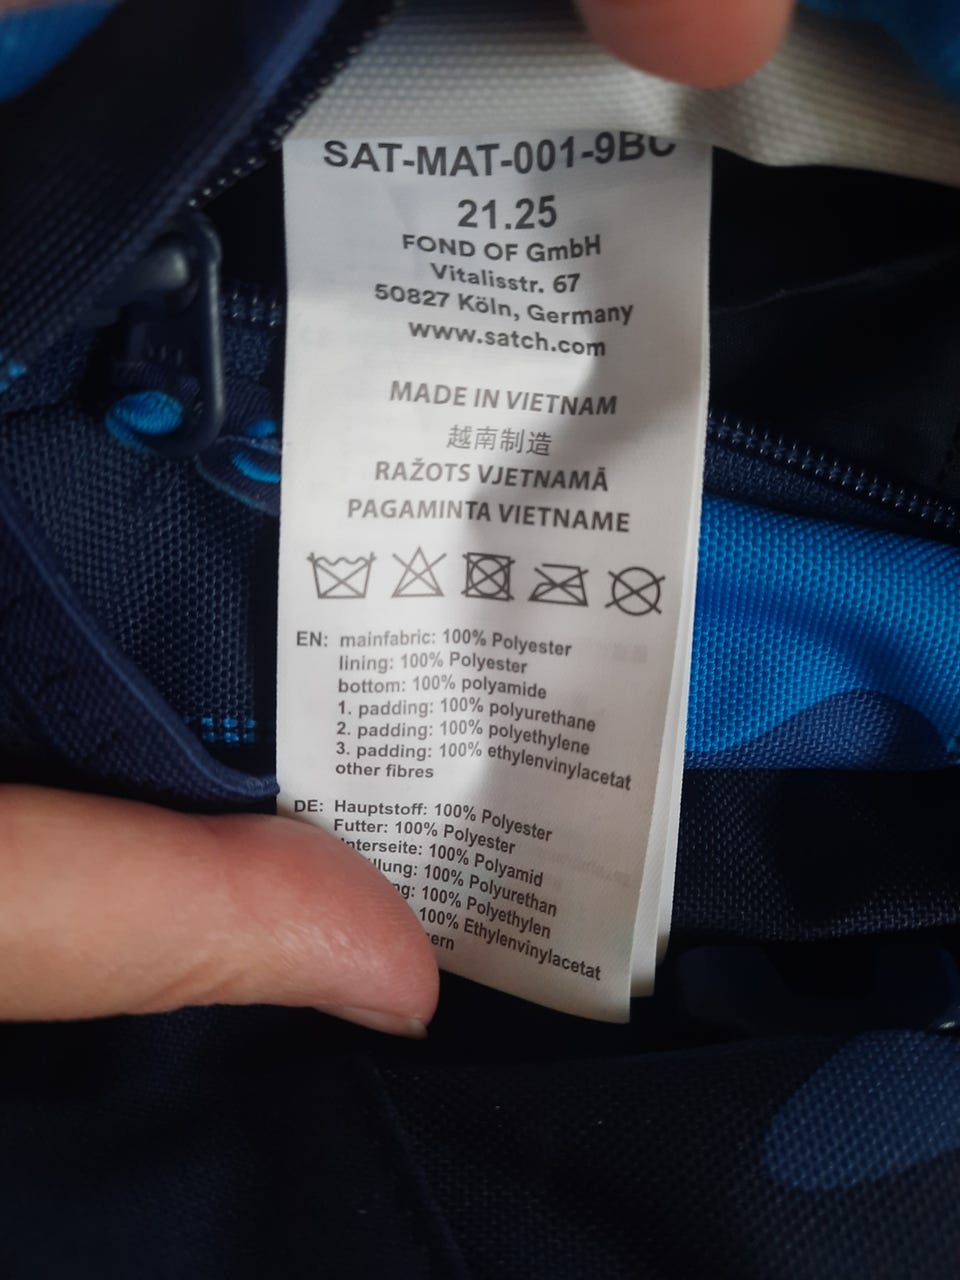 SAT-MAT-001-9BC
21.25
FOND OF GmbH
Vitalisstr. 67
50827 Köln, Germany
www.satch.com
MADE IN VIETNAM
越南制造
RAŽOTS VJETNAMĀ
PAGAMINTA VIETNAME
EN: mainfabric: 100% Polyester
lining: 100% Polyester
bottom: 100% polyamide
1. padding: 100% polyurethane
2. padding: 100% polyethylene
3. padding: 100% ethylenvinylacetat
other fibres
DE: Hauptstoff: 100% Polyester
Futter: 100% Polyester
100% Polyamid
100% Polyurethan
100% Polyethylen
100% Ethylenvinylacetat